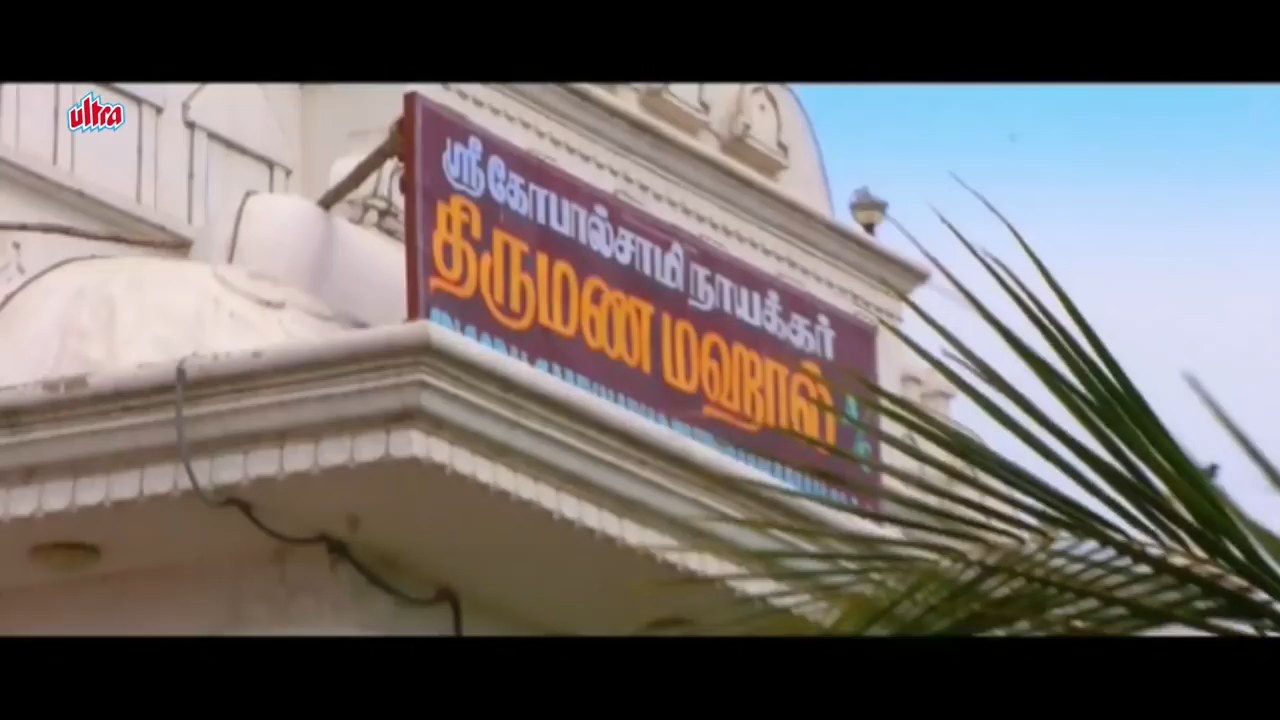 ultra
ஸ்ரீ கோபால்சாமி நாயக்கர்
திருமண மஹால்